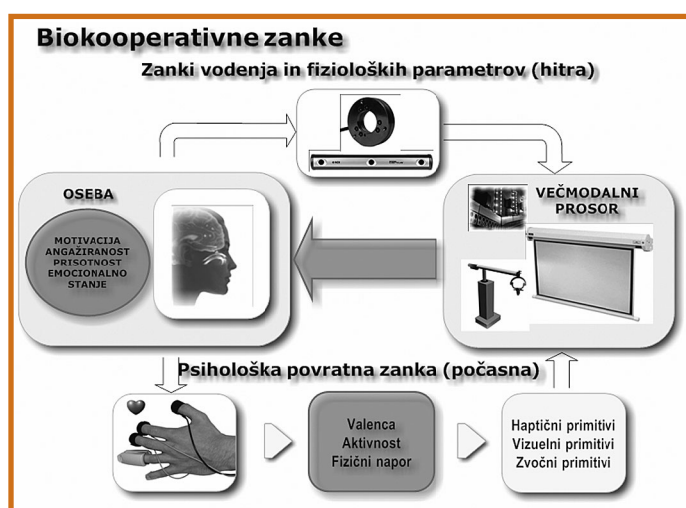 Biokooperativne zanke
Zanki vodenja in fizioloških parametrov (hitra)
OSEBA
MOTIVACIJA
ANGAŽIRANOST
PRISOTNOST
EMOCIONALNO
STANJE
VEČMODALNI
PROSOR
Psihološka povratna zanka (počasna)
Valenca
Aktivnost
Fizični napor
Haptični primitivi
Vizuelni primitivi
Zvočni primitivi